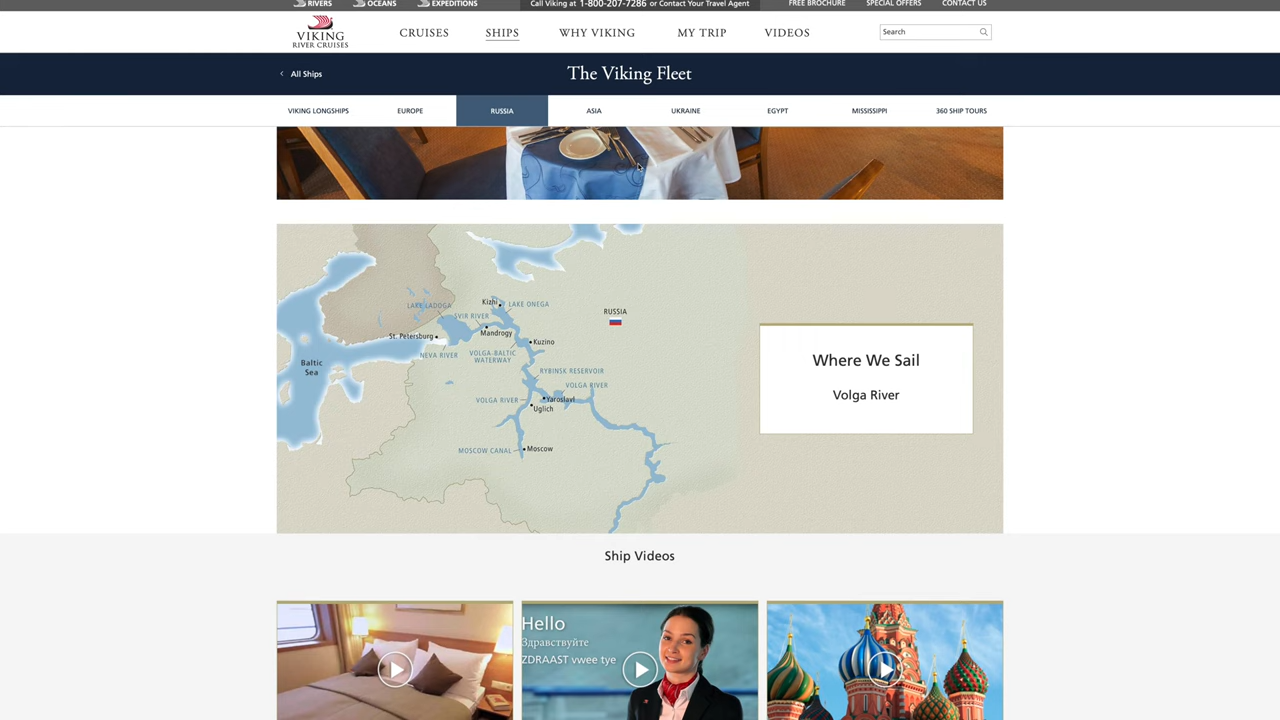 RIVERS
OCEANS
EXPEDITIONS
Call Viking at 1-800-207-7286 or Contact Your Travel Agent
FREE BROCHURE
SPECIAL OFFERS
CONTACT US
VIKING
RIVER CRUISES
CRUISES
SHIPS
WHY VIKING
MY TRIP
VIDEOS
Search
All Ships
The Viking Fleet
VIKING LONGSHIPS
EUROPE
RUSSIA
ASIA
UKRAINE
EGYPT
MISSISSIPPI
360 SHIP TOURS
LAKE LADOGA
Kizhi
LAKE ONEGA
RUSSIA
SVIR RIVER
St. Petersburg
Mandrogy
Kuzino
NEVA RIVER
VOLGA-BALTIC
WATERWAY
Baltic
Sea
RYBINSK RESERVOIR
VOLGA RIVER
VOLGA RIVER
Yaroslavl
Uglich
MOSCOW CANAL
Moscow
Where We Sail
Volga River
Ship Videos
Hello
Здравствуйте
ZDRAAST vwee tye